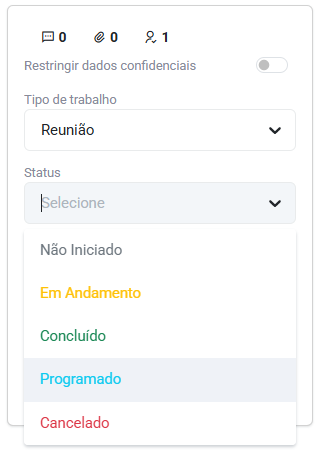 0 0 1
Restringir dados confidenciais
Tipo de trabalho
Reunião
Status
Selecione
Não Iniciado
Em Andamento
Concluído
Programado
Cancelado